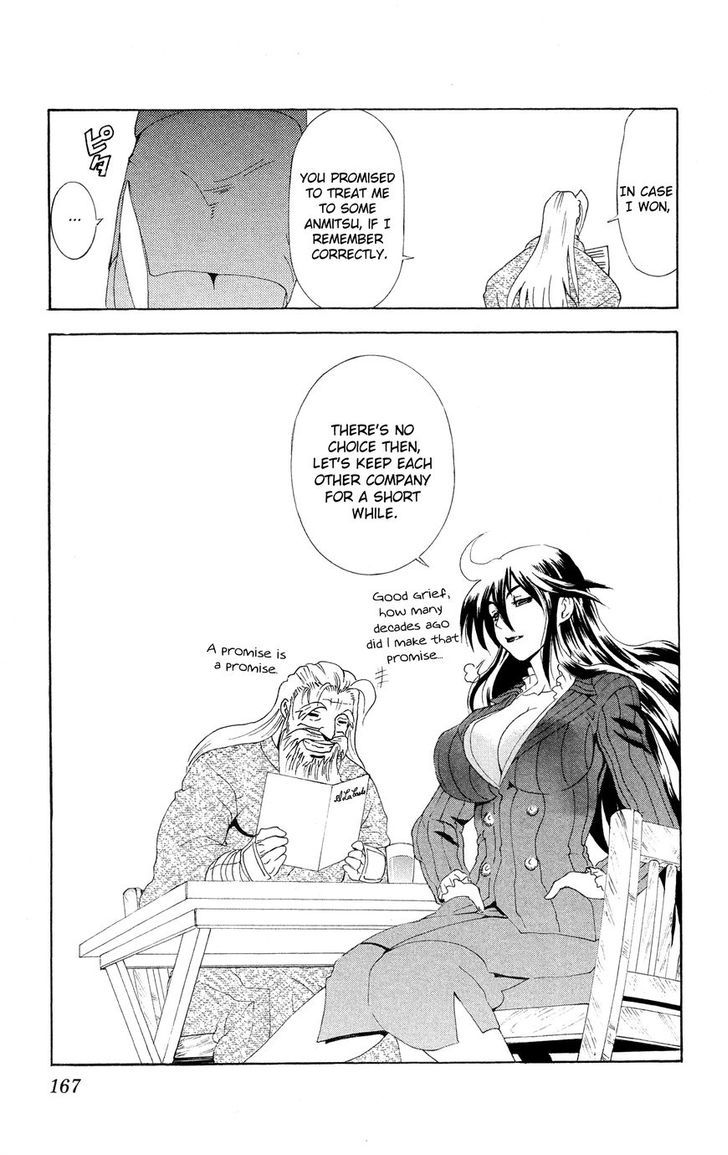 IN CASE
I WON,
YOU PROMISED
TO TREAT ME
TO SOME
ANMITSU, IF I
REMEMBER
CORRECTLY.
ピタ
...
THERE'S NO
CHOICE THEN,
LET'S KEEP EACH
OTHER COMPANY
FOR A SHORT
WHILE.
Good Grief,
how many
decades ago
did I make that
promise...
A promise is
a promise.
167